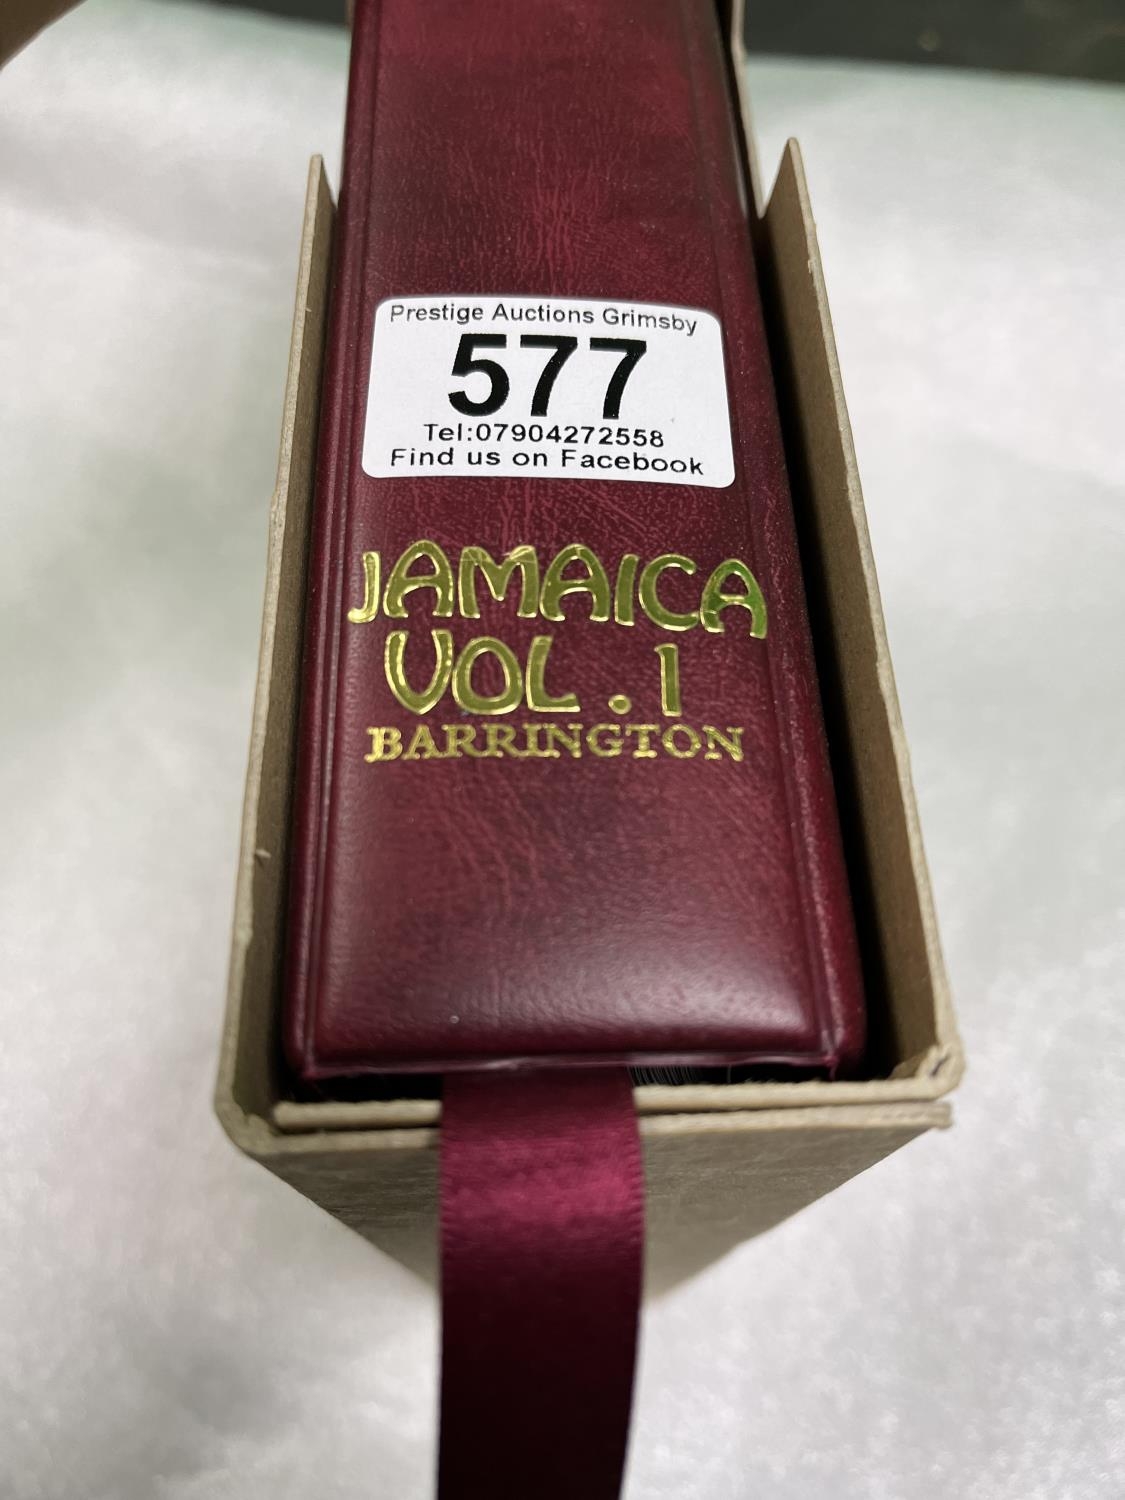 Prestige Auctions Grimsby
577
Tel:07904272558
Find us on Facebook
JAMAICA
VOL. 1
BARRINGTON